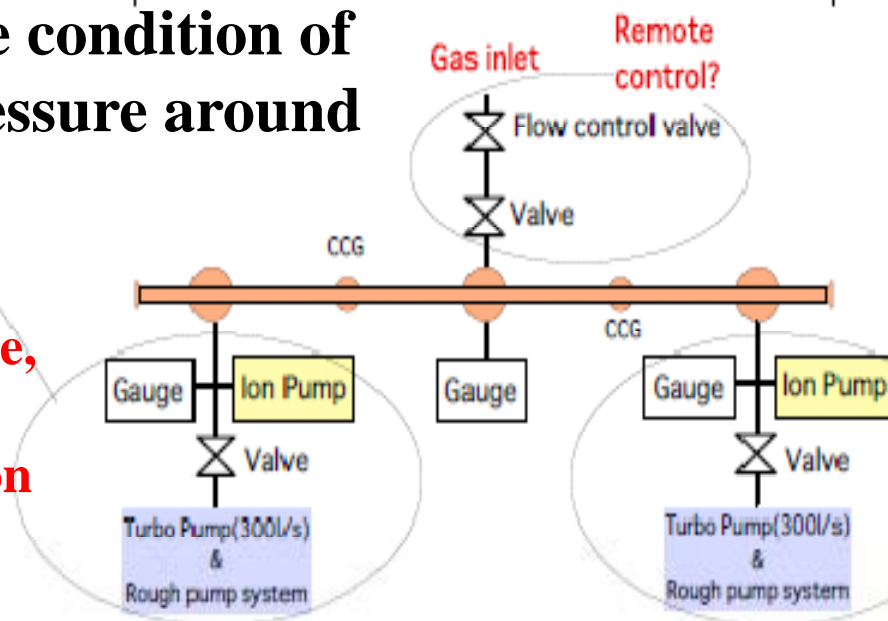 e condition of
essure around
Gas inlet
Remote
control?
Flow control valve
Valve
CCG
CCG
e,
on
Gauge
Ion Pump
Gauge
Gauge
Ion Pump
Valve
Valve
Turbo Pump(300l/s)
&
Rough pump system
Turbo Pump(300l/s)
&
Rough pump system